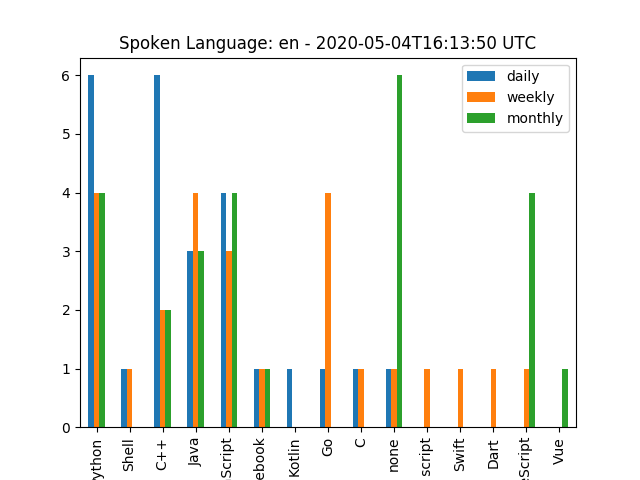 Spoken Language: en - 2020-05-04T16:13:50 UTC
daily
weekly
monthly
6
5
4
3
2
1
0
ython
Shell
C++
Java
Script
ebook
Kotlin
Go
C
none
script
Swift
Dart
eScript
Vue